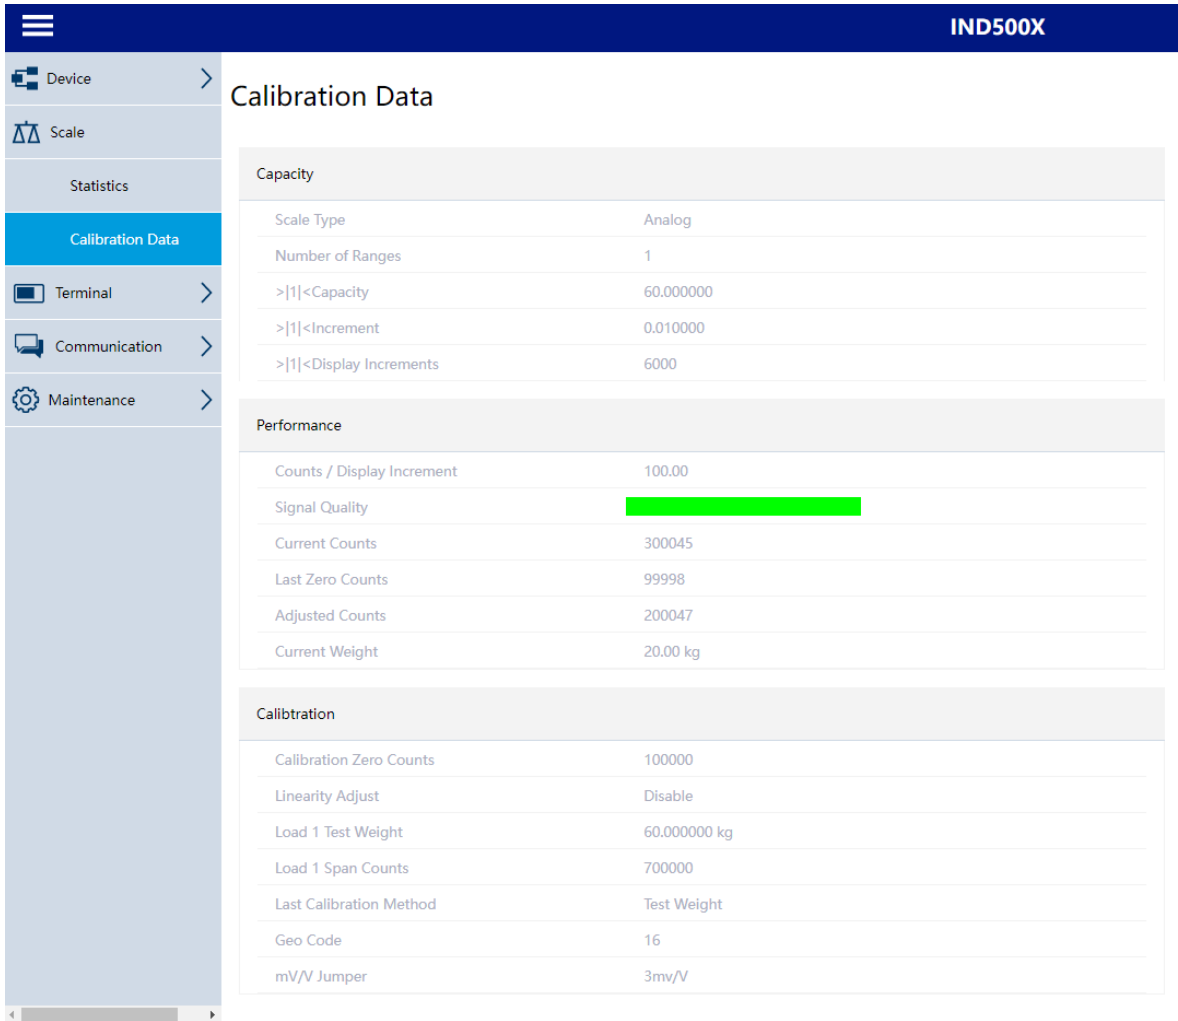 IND500X
Device
Scale
Statistics
Calibration Data
Terminal
Communication
Maintenance
Calibration Data
Capacity
Scale Type Analog
Number of Ranges 1
>|1|<Capacity 60.000000
>|1|<Increment 0.010000
>|1|<Display Increments 6000
Performance
Counts / Display Increment 100.00
Signal Quality
Current Counts 300045
Last Zero Counts 99998
Adjusted Counts 200047
Current Weight 20.00 kg
Calibtration
Calibration Zero Counts 100000
Linearity Adjust Disable
Load 1 Test Weight 60.000000 kg
Load 1 Span Counts 700000
Last Calibration Method Test Weight
Geo Code 16
mV/V Jumper 3mv/V